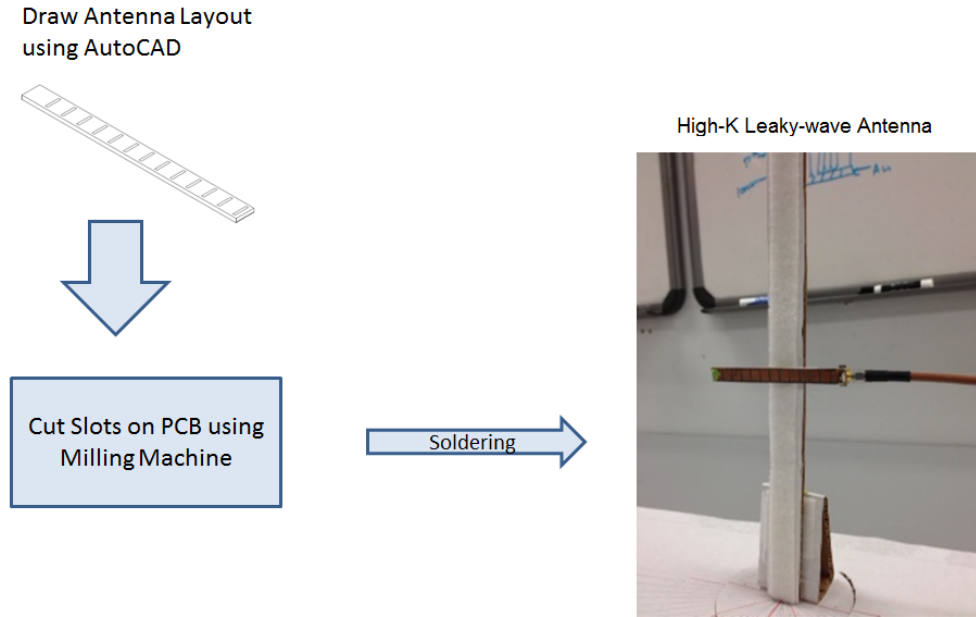 Draw Antenna Layout
using AutoCAD
High-K Leaky-wave Antenna
Cut Slots on PCB using
Milling Machine
Soldering